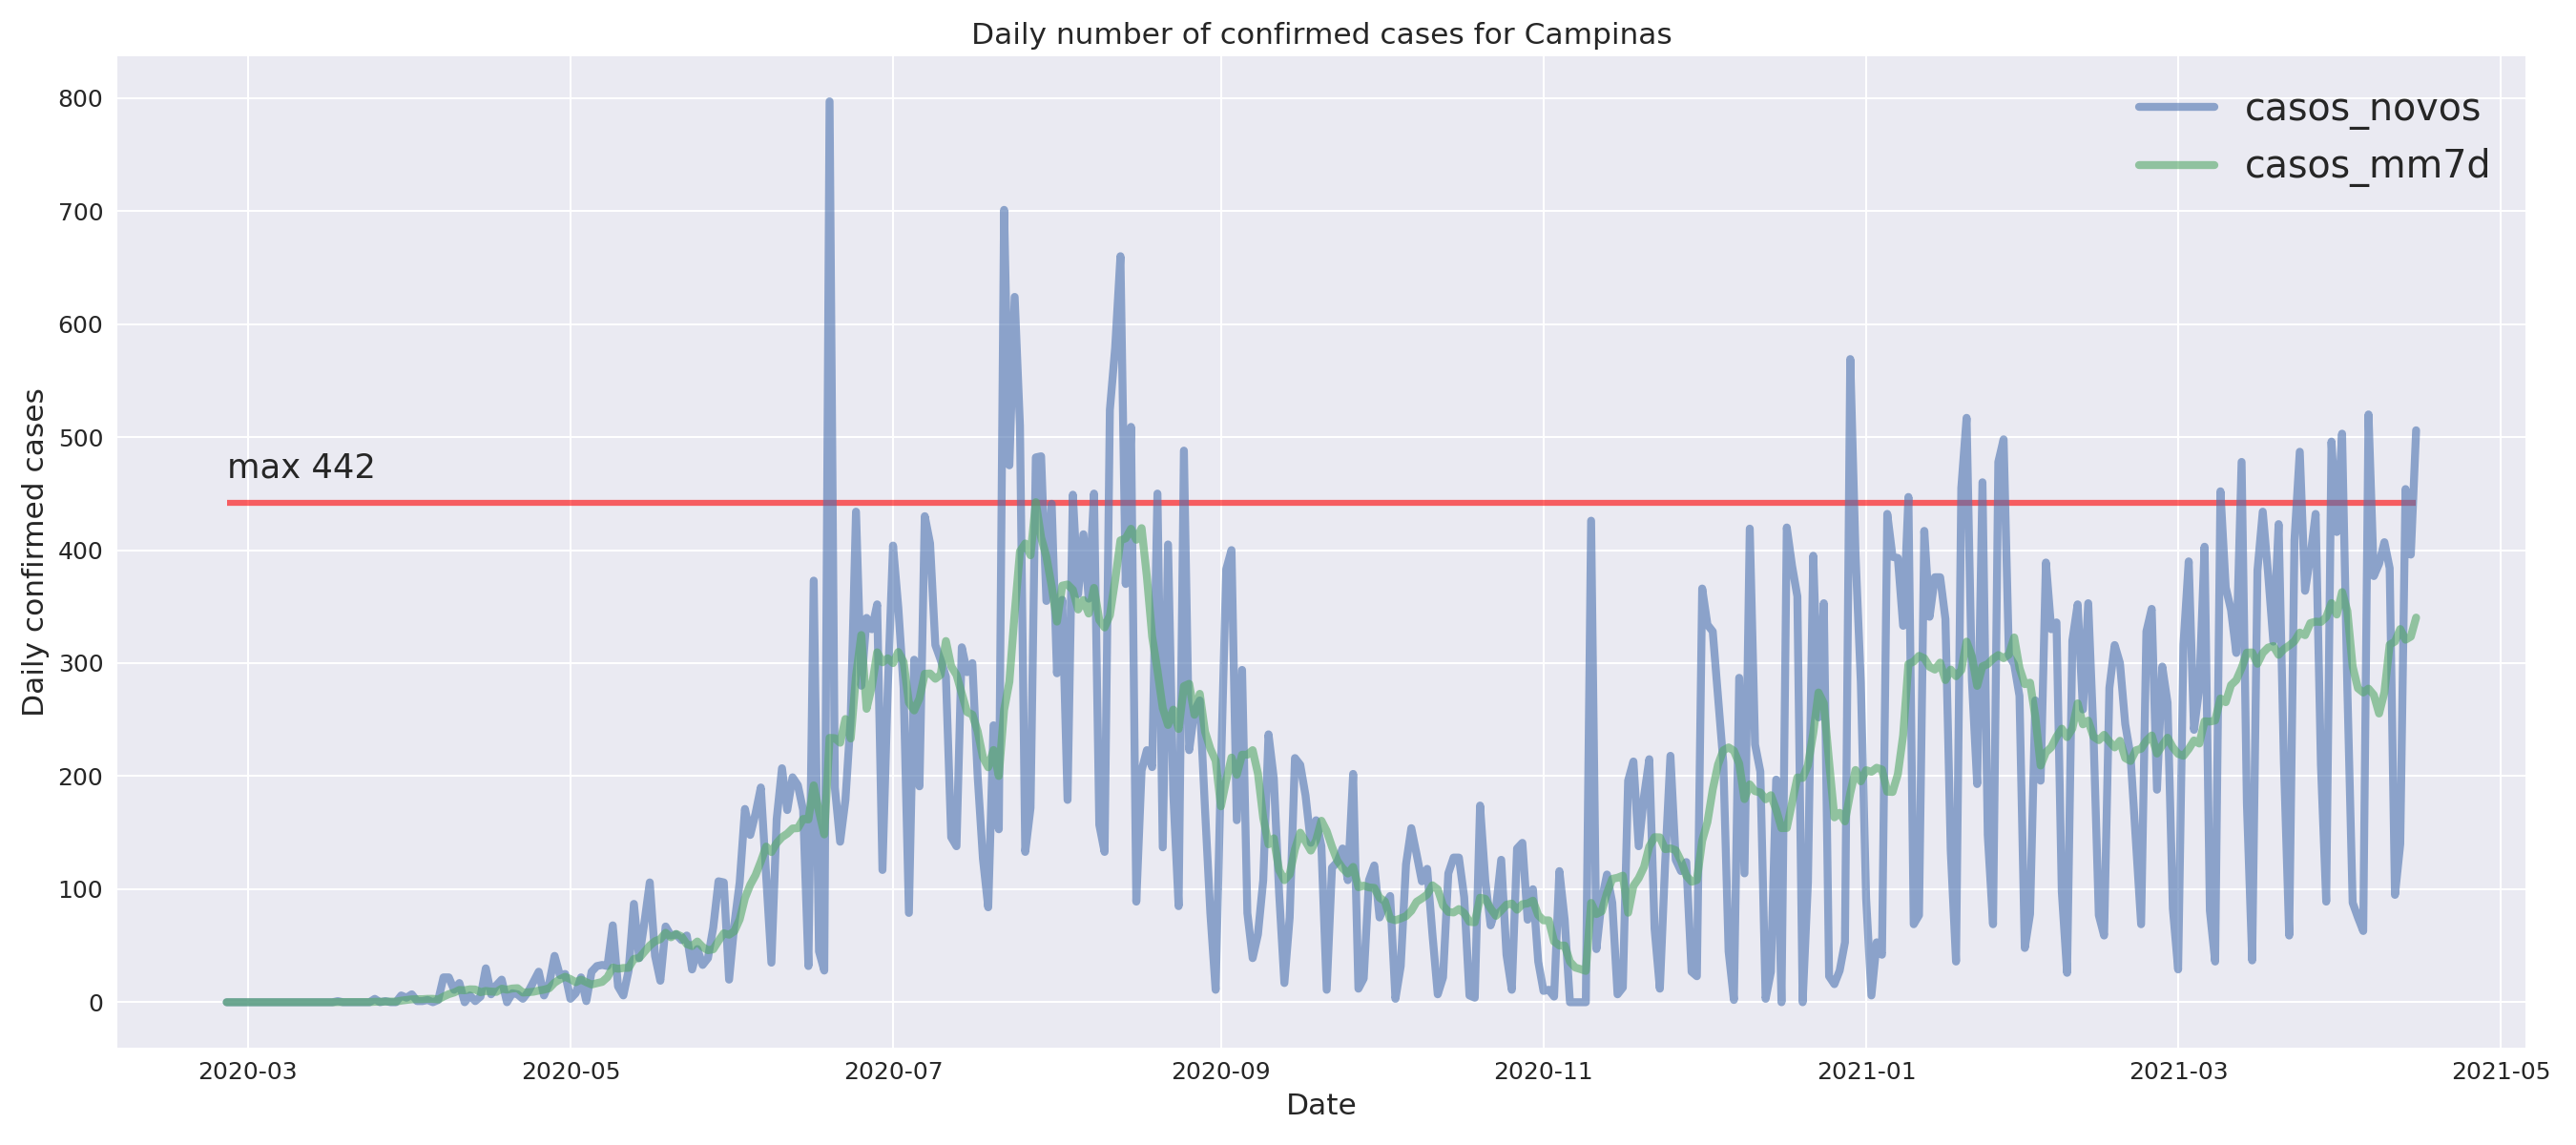 Daily number of confirmed cases for Campinas
casos_novos
casos_mm7d
max 442
Daily confirmed cases
800
700
600
500
400
300
200
100
0
2020-03
2020-05
2020-07
2020-09
2020-11
2021-01
2021-03
2021-05
Date